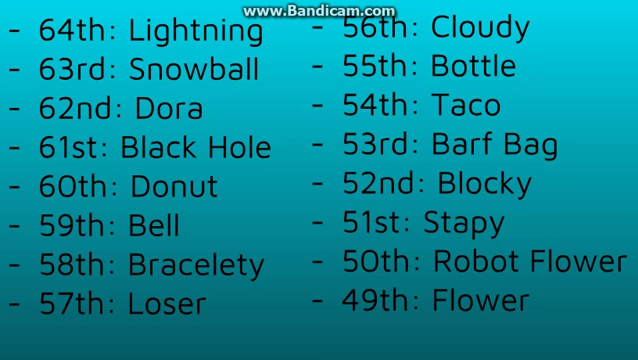 www.Bandicam.com
- 64th: Lightning
- 63rd: Snowball
- 62nd: Dora
- 61st: Black Hole
- 60th: Donut
- 59th: Bell
- 58th: Bracelety
- 57th: Loser
- 56th: Cloudy
- 55th: Bottle
- 54th: Taco
- 53rd: Barf Bag
- 52nd: Blocky
- 51st: Stapy
- 50th: Robot Flower
- 49th: Flower